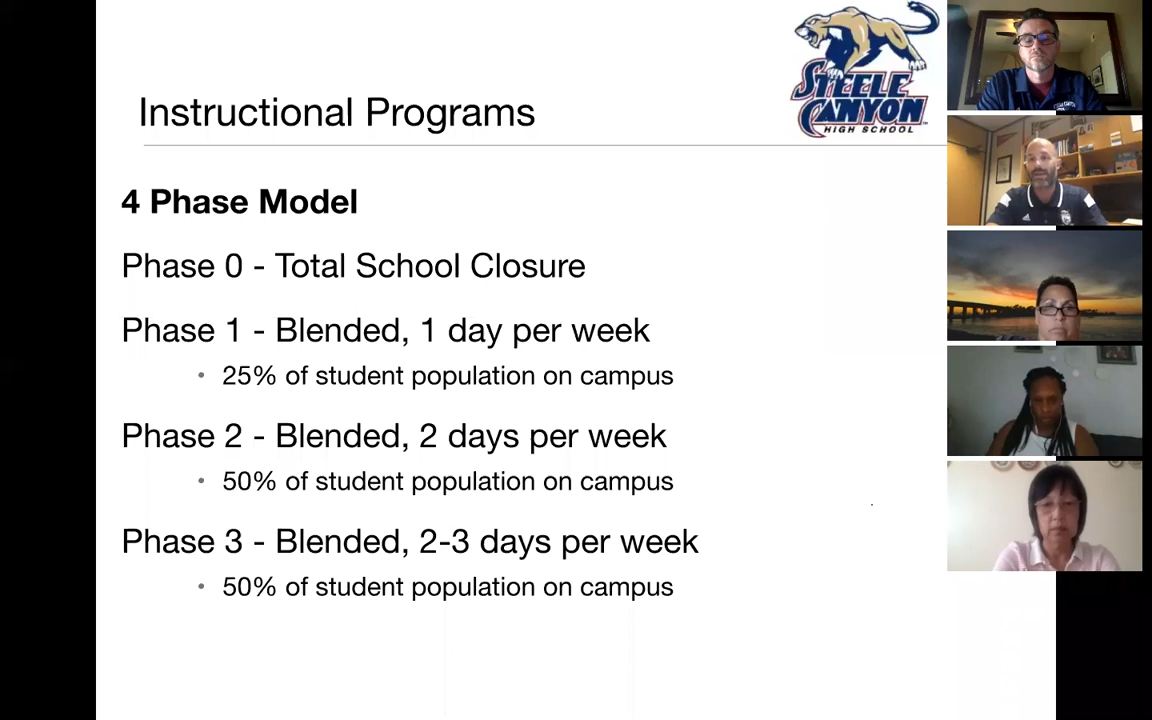 STEELE
CANYON
HIGH SCHOOL
Instructional Programs
4 Phase Model
Phase 0 - Total School Closure
Phase 1 - Blended, 1 day per week
• 25% of student population on campus
Phase 2 - Blended, 2 days per week
• 50% of student population on campus
Phase 3 - Blended, 2-3 days per week
• 50% of student population on campus